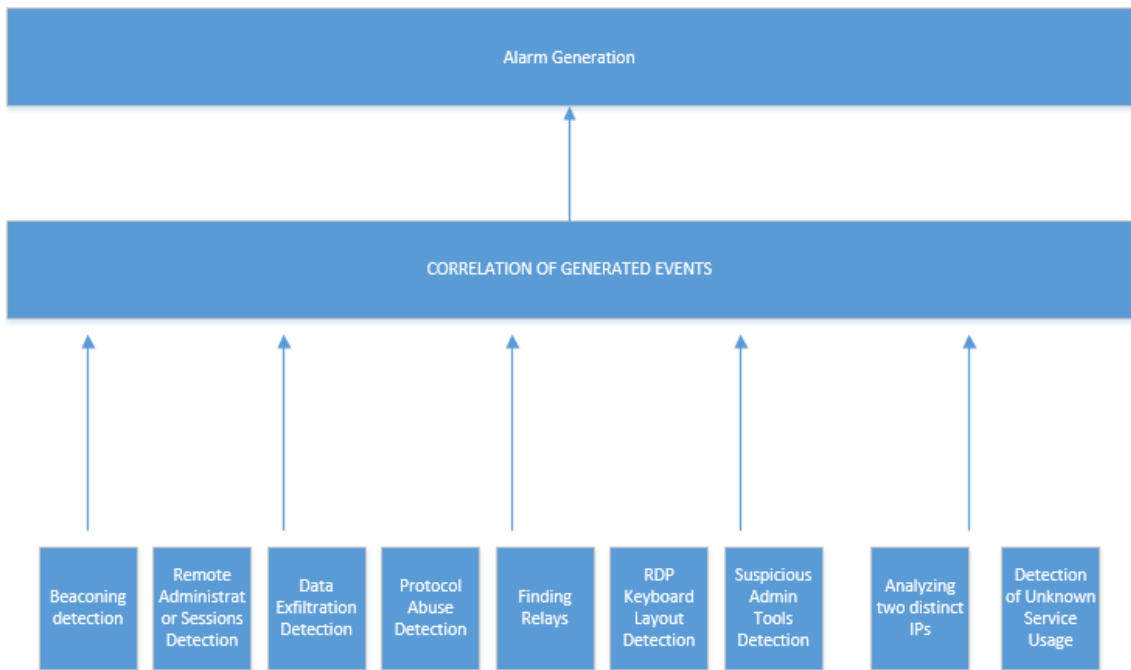 Alarm Generation
CORRELATION OF GENERATED EVENTS
Beaconing
detection
Remote
Administrat
or Sessions
Detection
Data
Exfiltration
Detection
Protocol
Abuse
Detection
Finding
Relays
RDP
Keyboard
Layout
Detection
Suspicious
Admin
Tools
Detection
Analyzing
two distinct
IPs
Detection
of Unknown
Service
Usage